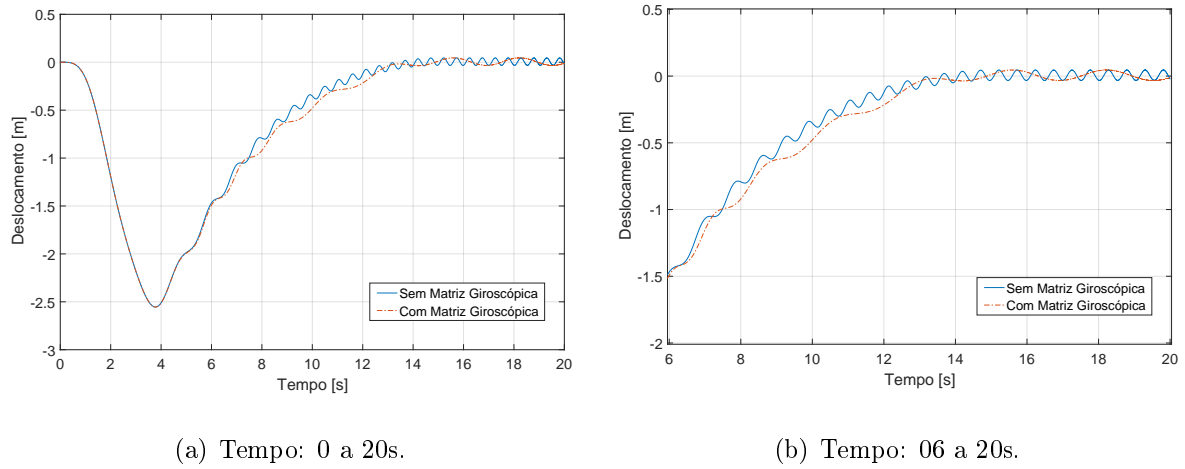 0.5
0
-0.5
-1
-1.5
-2
-2.5
-3
Deslocamento [m]
0 2 4 6 8 10 12 14 16 18 20
Tempo [s]
Sem Matriz Giroscópica
Com Matriz Giroscópica
(a) Tempo: 0 a 20s.
0.5
0
-0.5
-1
-1.5
-2
Deslocamento [m]
6 8 10 12 14 16 18 20
Tempo [s]
Sem Matriz Giroscópica
Com Matriz Giroscópica
(b) Tempo: 06 a 20s.